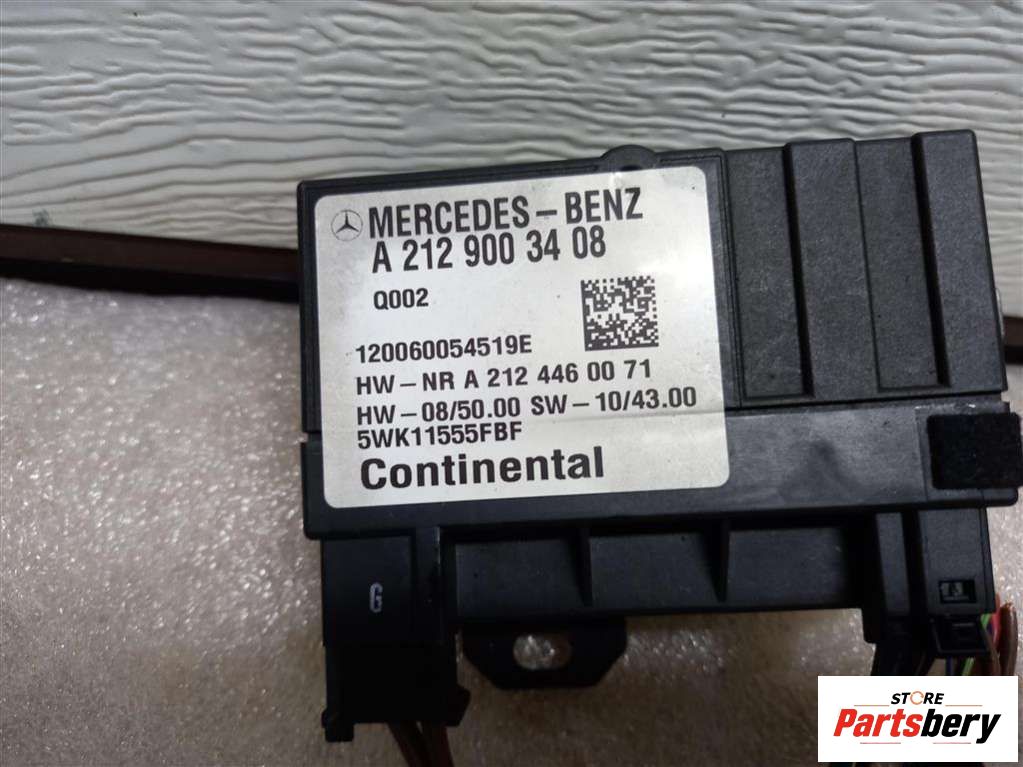 MERCEDES-BENZ
A 212 900 34 08
Q002
120060054519E
HW-NR A 212 446 00 71
HW-08/50.00 SW-10/43.00
5WK11555FBF
Continental
G
STORE
Partsbery